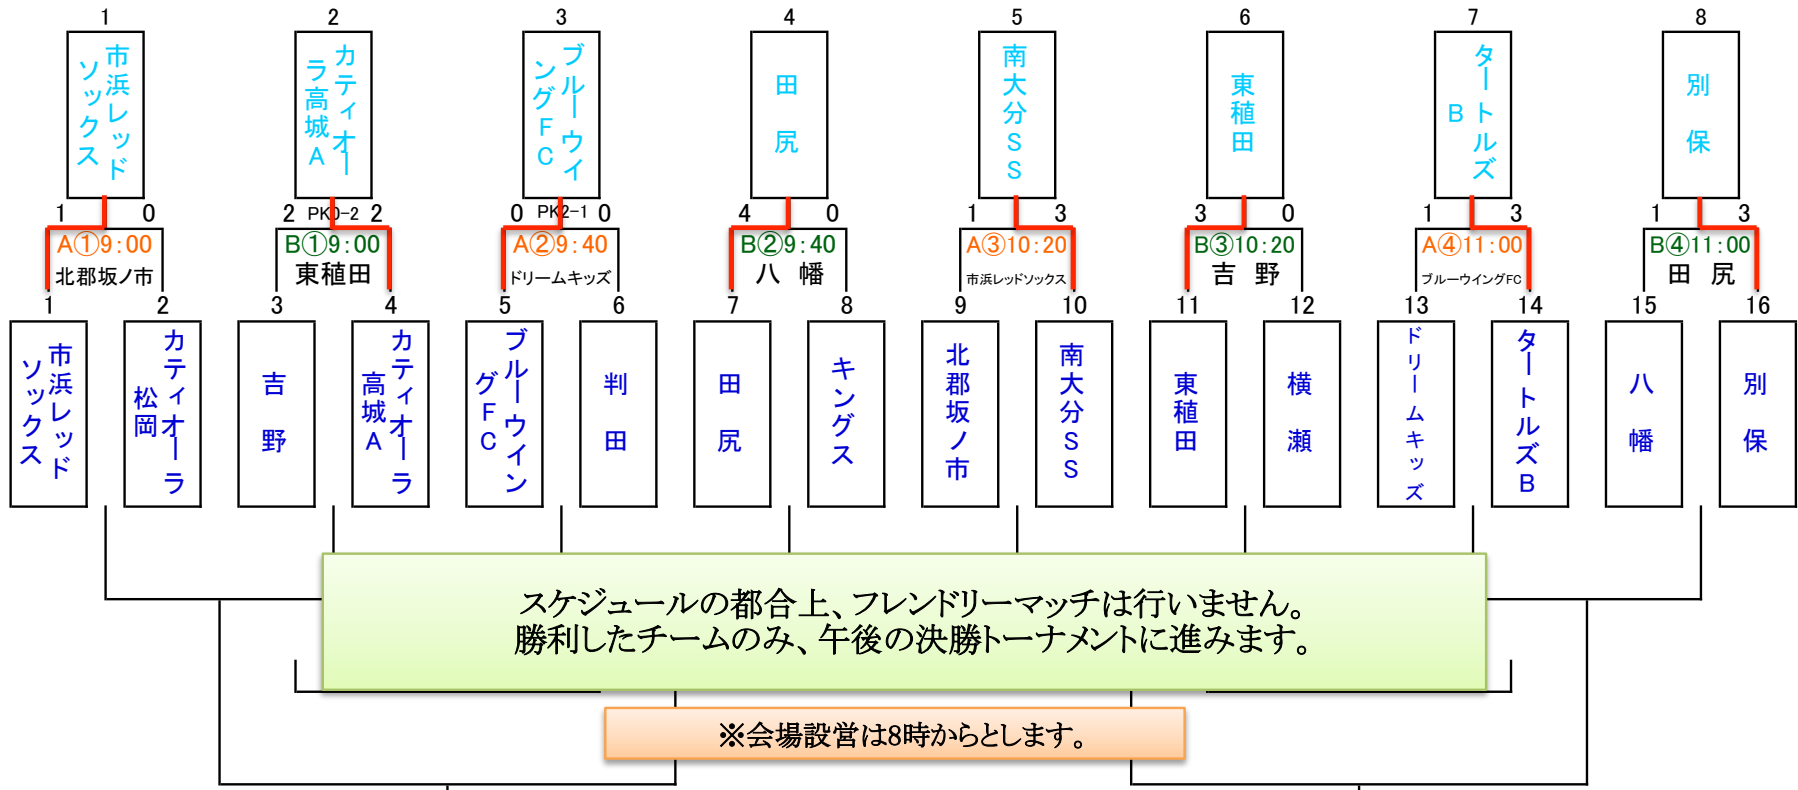 1 2 3 4 5 6 7 8
市浜レッド
ソックス
カティオー
ラ高城A
ブルーウイ
ングFC
田尻
南大分SS
東稙田
タートルズ
B
別保
1 0
2 PK0-2 2
0 PK2-1 0
4 0
1 3
3 0
1 3
1 3
A①9:00
B①9:00
A②9:40
B②9:40
A③10:20
B③10:20
A④11:00
B④11:00
北郡坂ノ市
東稙田
ドリームキッズ
八幡
市浜レッドソックス
吉野
ブルーウイングFC
田尻
1 2 3 4 5 6 7 8 9 10 11 12 13 14 15 16
市浜レッド
ソックス
カティオーラ
松岡
吉野
カティオーラ
高城A
ブルーウイン
グFC
判田
田尻
キングス
北郡坂ノ市
南大分SS
東稙田
横瀬
ドリームキッズ
タートルズB
八幡
別保
スケジュールの都合上、フレンドリーマッチは行いません。
勝利したチームのみ、午後の決勝トーナメントに進みます。
※会場設営は8時からとします。